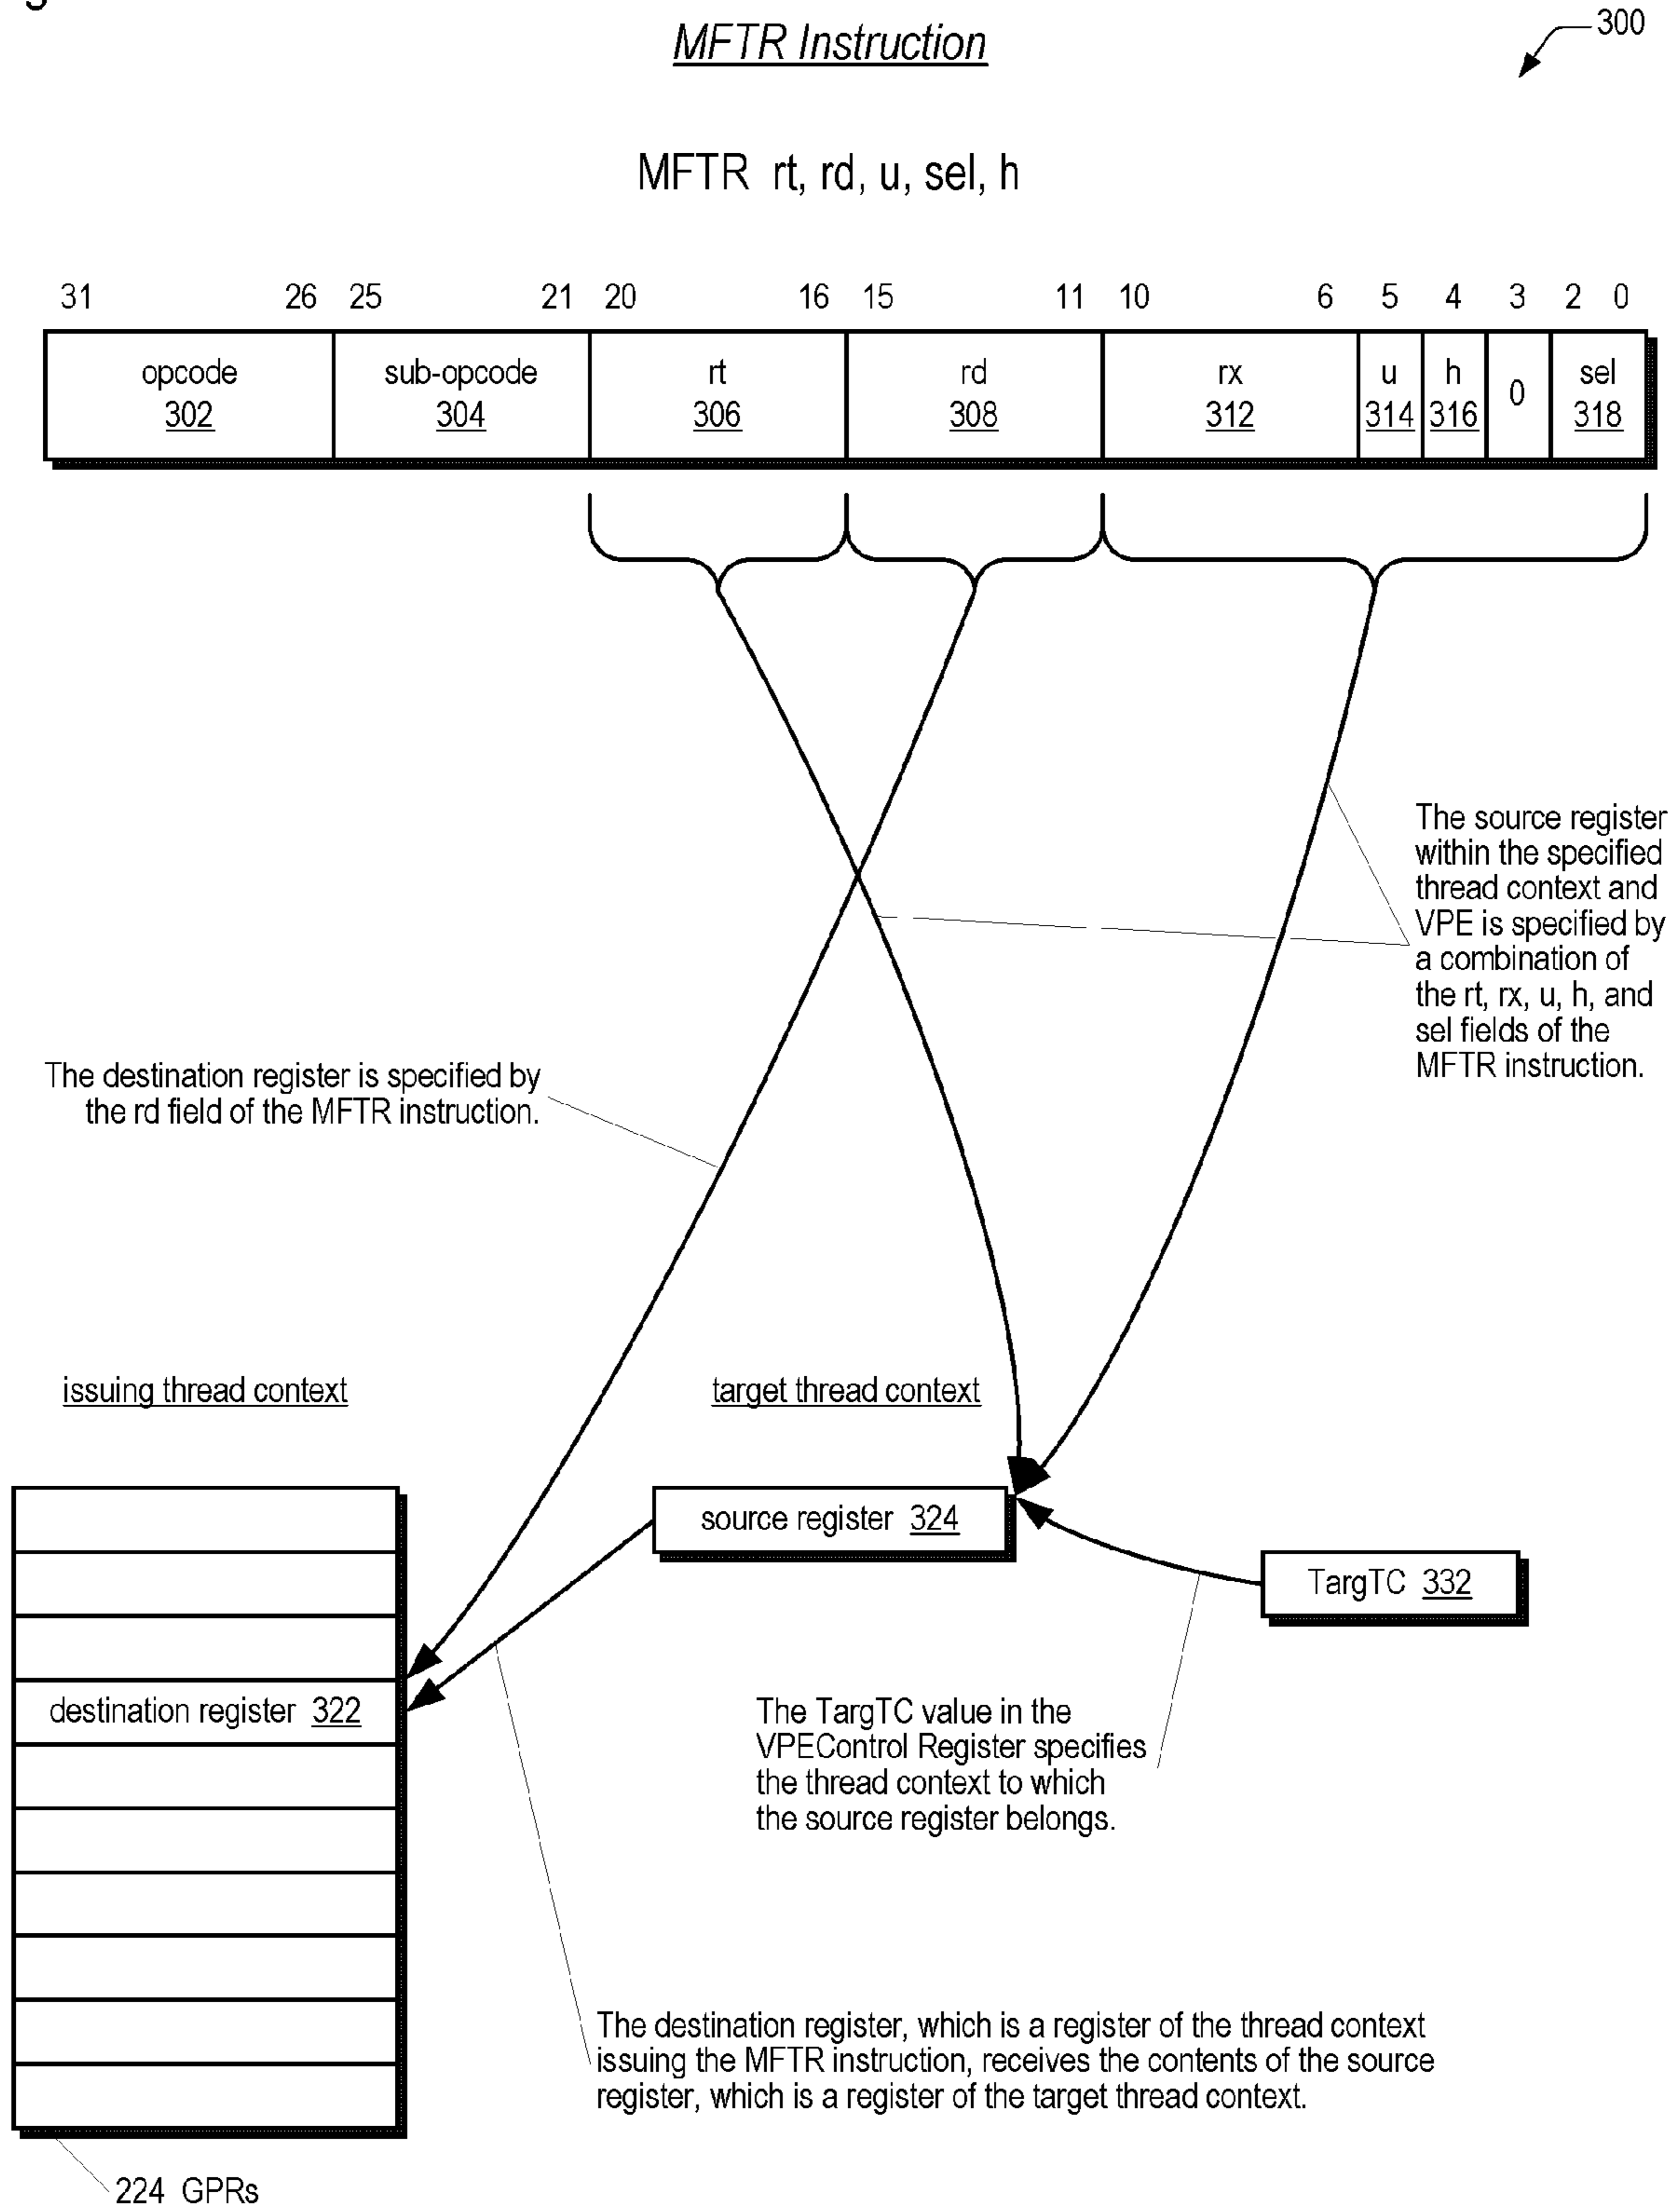 MFTR Instruction
300
MFTR rt, rd, u, sel, h
31 26 25 21 20 16 15 11 10 6 5 4 3 2 0
opcode sub-opcode rt rd rx u h 0 sel
302 304 306 308 312 314 316 318
The source register
within the specified
thread context and
VPE is specified by
a combination of
the rt, rx, u, h, and
sel fields of the
MFTR instruction.
The destination register is specified by
the rd field of the MFTR instruction.
issuing thread context
target thread context
source register 324
TargTC 332
destination register 322
The TargTC value in the
VPEControl Register specifies
the thread context to which
the source register belongs.
The destination register, which is a register of the thread context
issuing the MFTR instruction, receives the contents of the source
register, which is a register of the target thread context.
224 GPRs